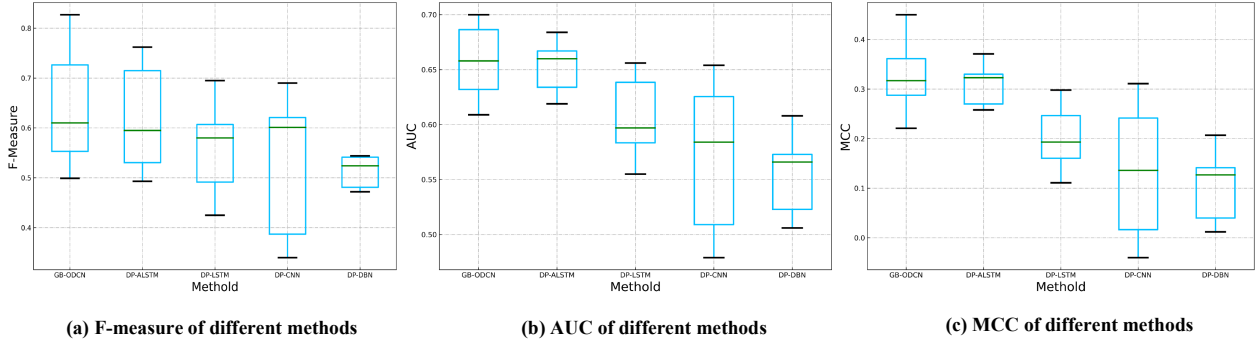 0.8
0.7
0.6
0.5
0.4
F-Measure
GB-ODCN DP-ALSTM DP-LSTM DP-CNN DP-DBN
Methold
(a) F-measure of different methods
0.70
0.65
0.60
0.55
0.50
AUC
GB-ODCN DP-ALSTM DP-LSTM DP-CNN DP-DBN
Methold
(b) AUC of different methods
0.4
0.3
0.2
0.1
0.0
MCC
GB-ODCN DP-ALSTM DP-LSTM DP-CNN DP-DBN
Methold
(c) MCC of different methods